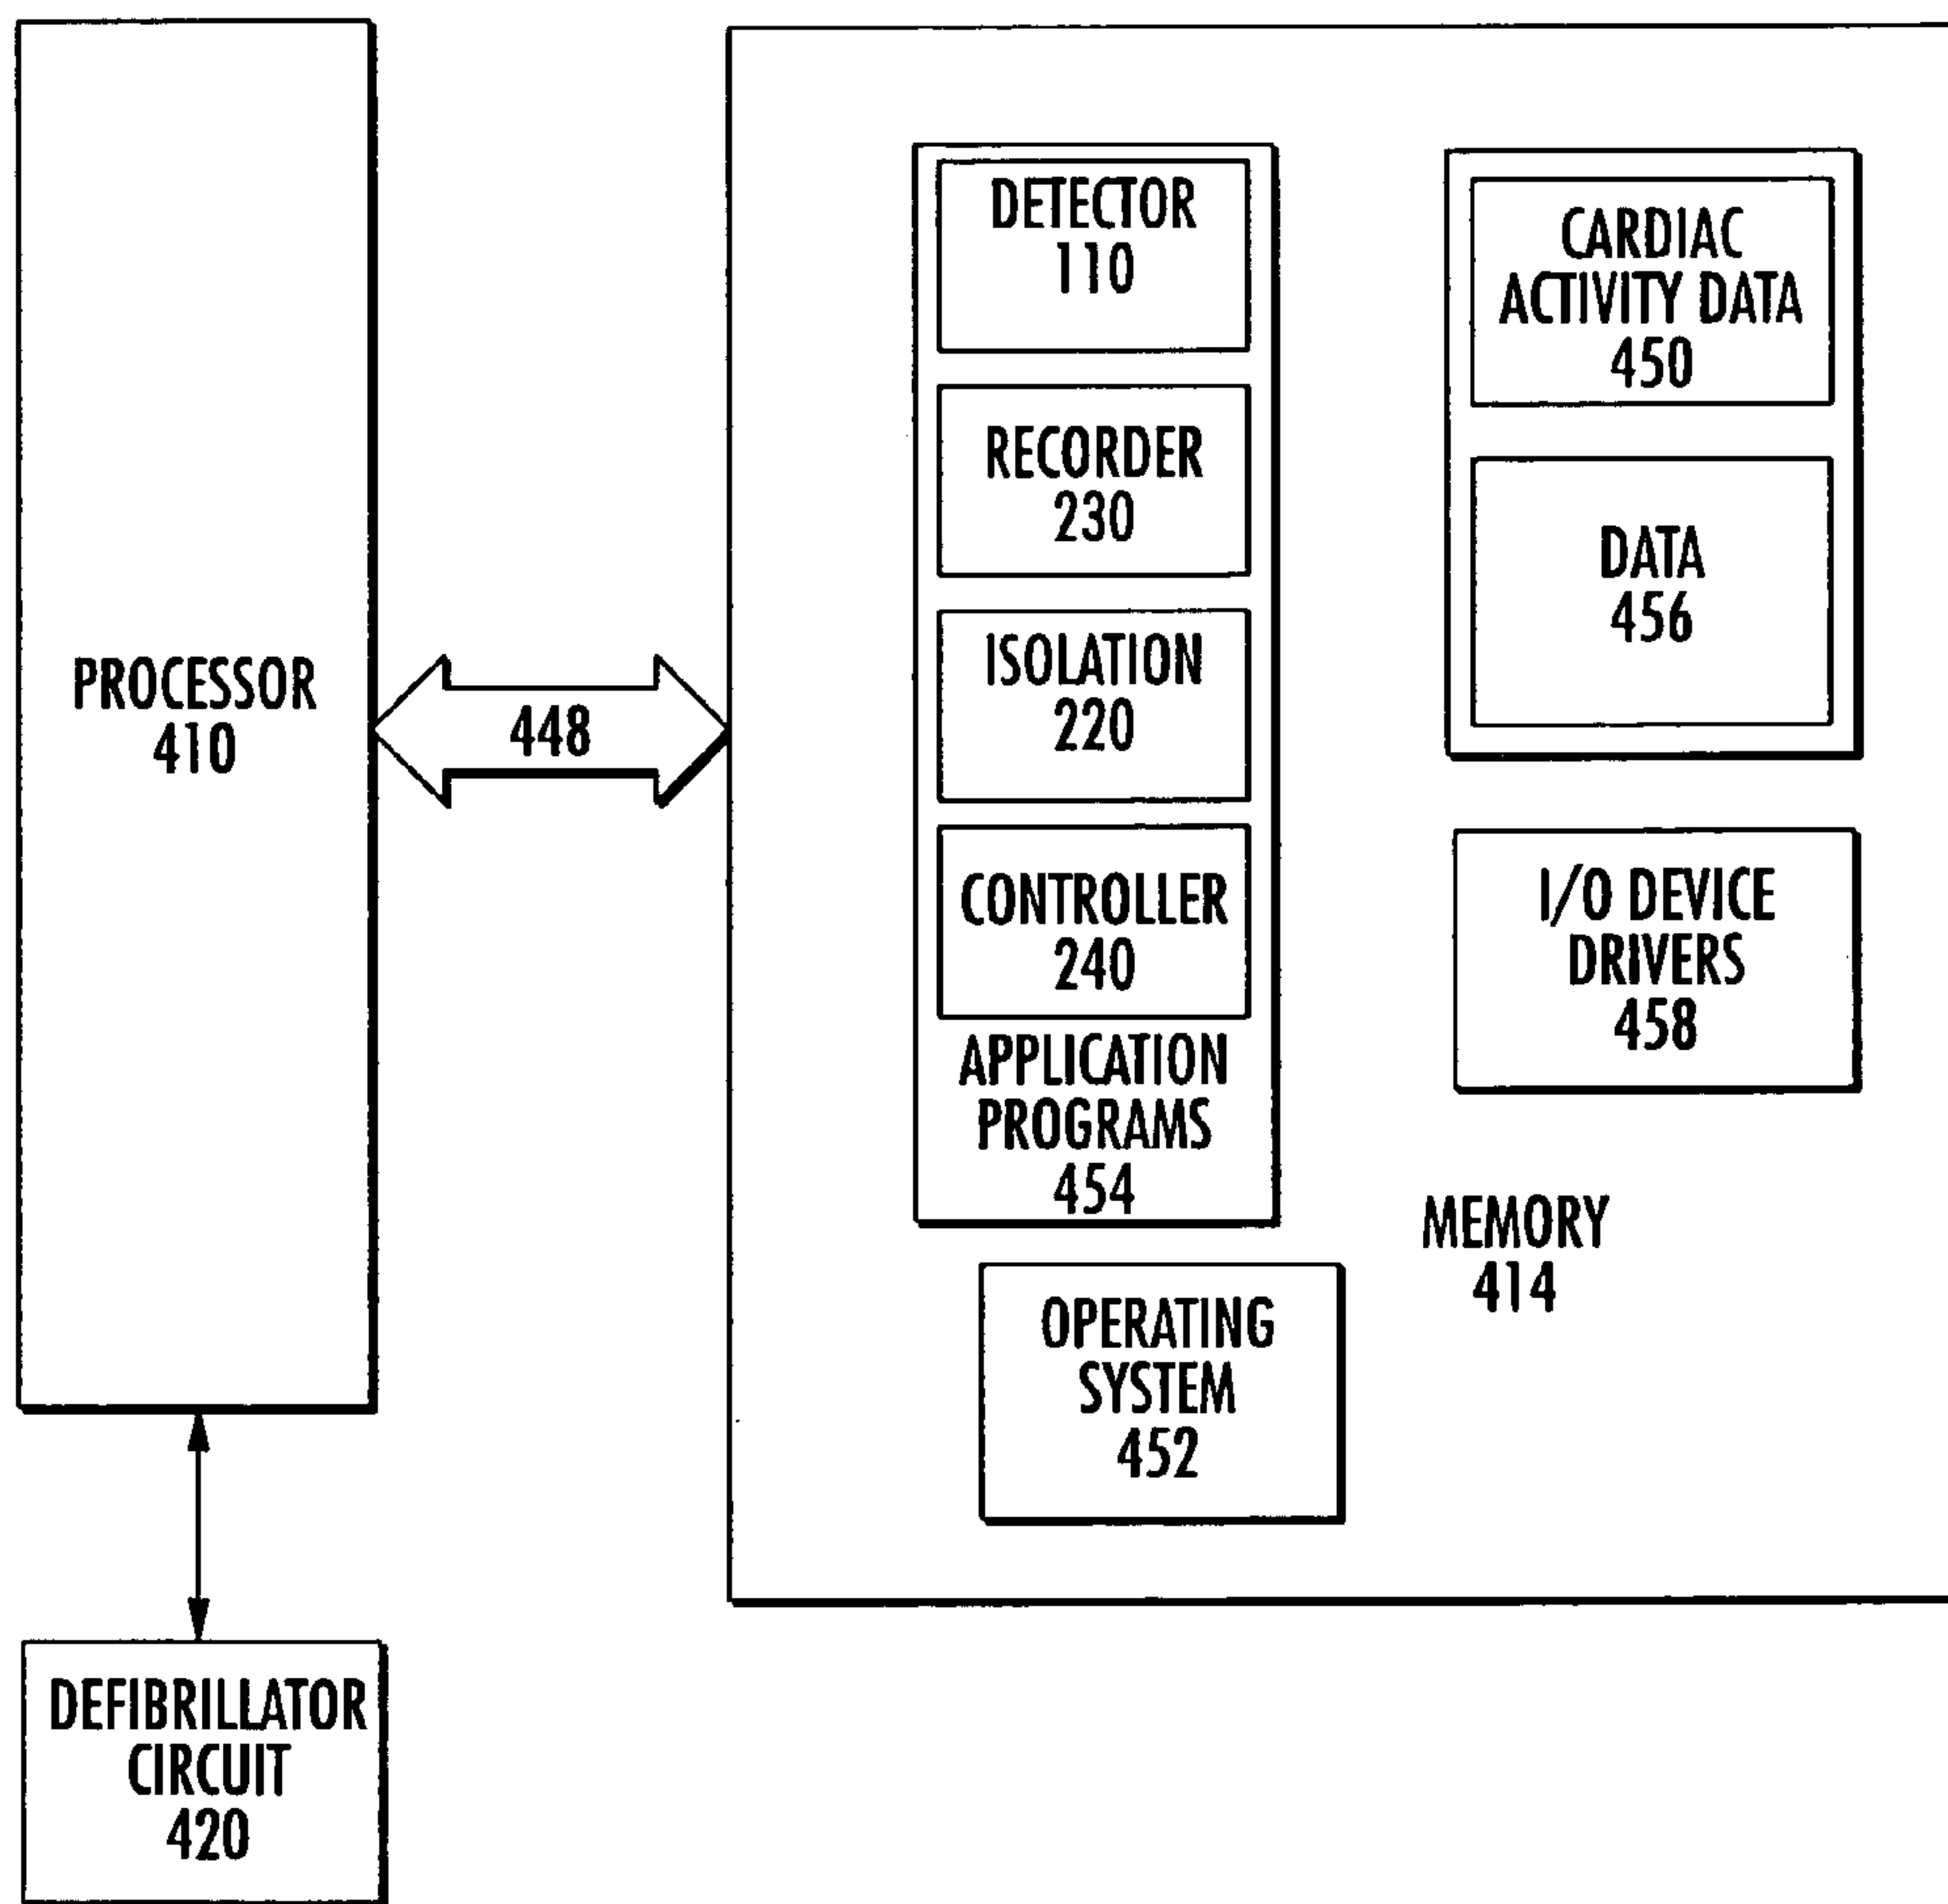 PROCESSOR
410
448
DETECTOR
110
RECORDER
230
ISOLATION
220
CONTROLLER
240
APPLICATION
PROGRAMS
454
OPERATING
SYSTEM
452
CARDIAC
ACTIVITY DATA
450
DATA
456
I/O DEVICE
DRIVERS
458
MEMORY
414
DEFIBRILLATOR
CIRCUIT
420